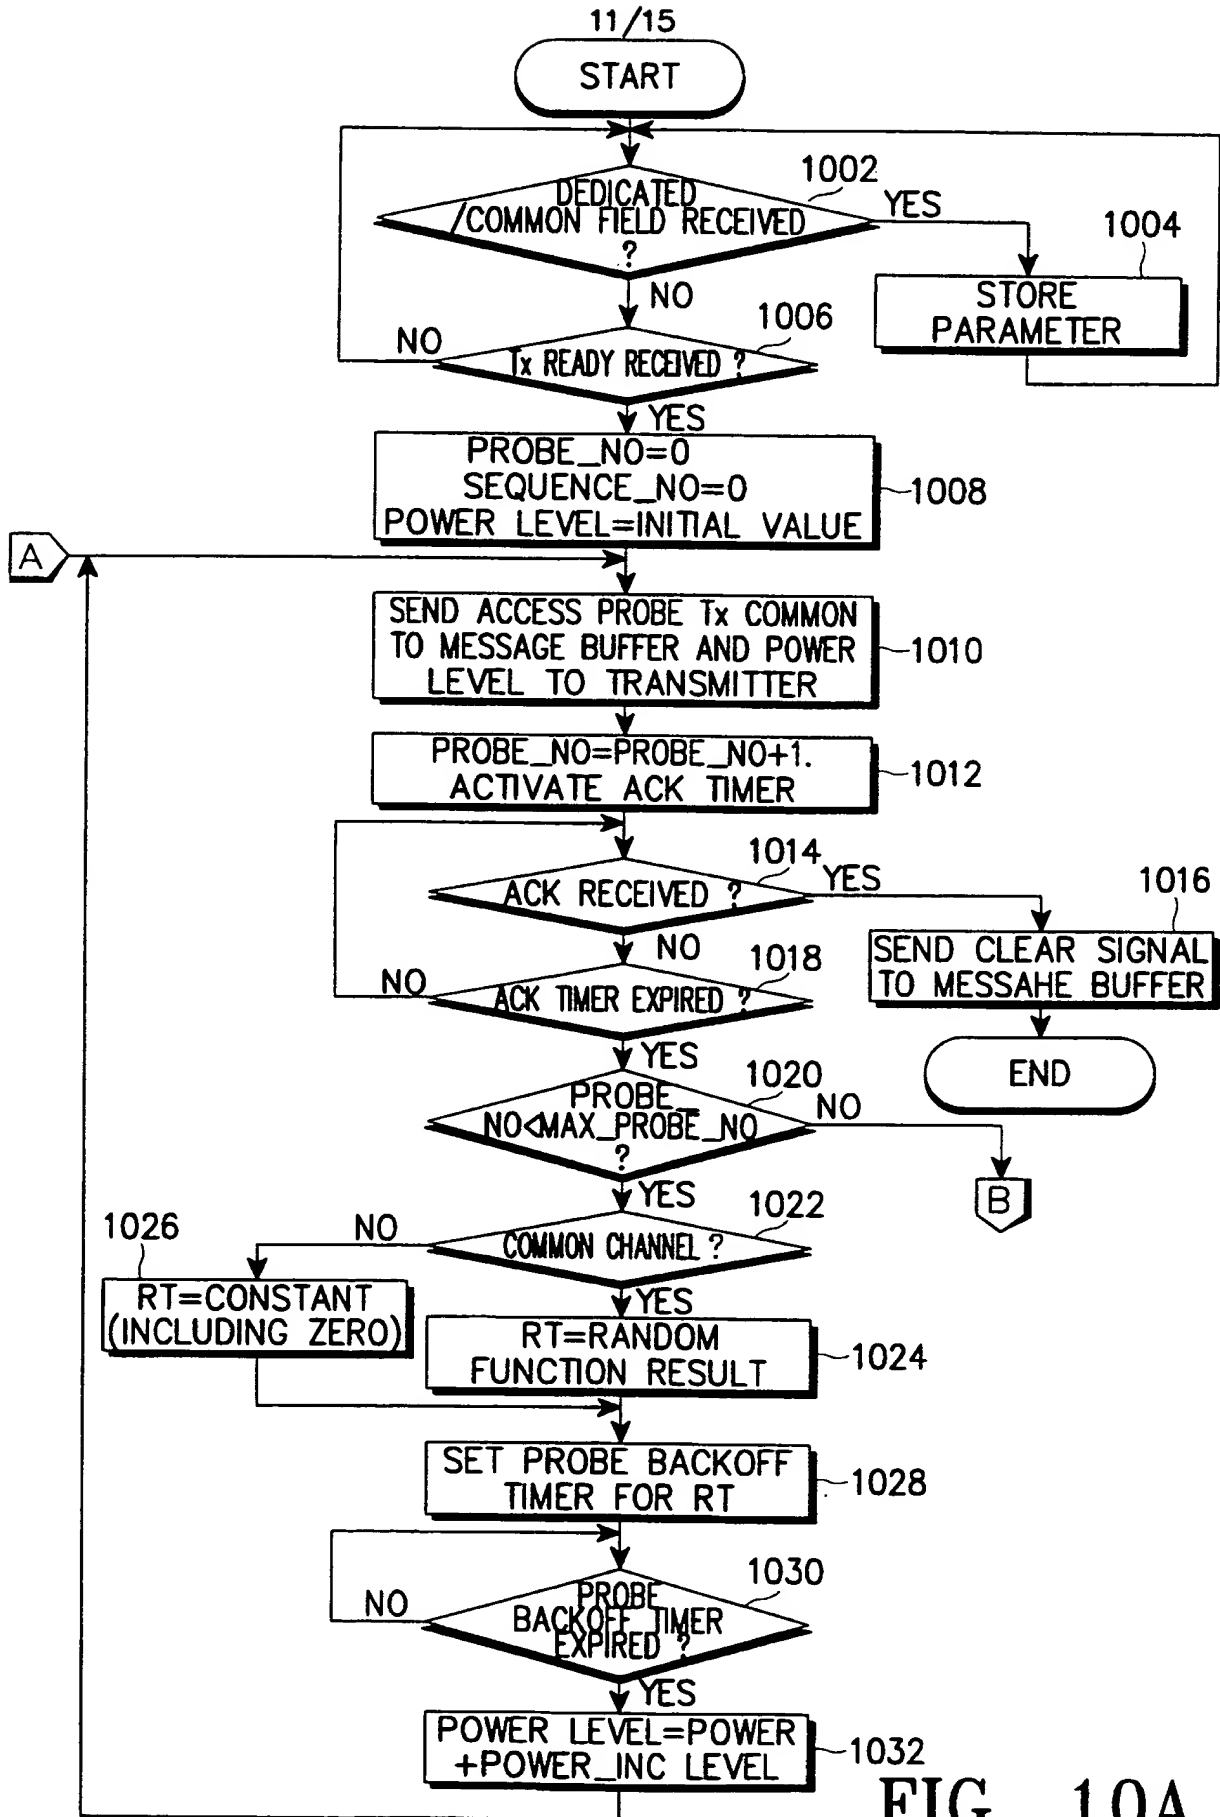 11/15
START
1002
DEDICATED
/COMMON FIELD RECEIVED
?
YES
1004
STORE
PARAMETER
NO
1006
NO
Tx READY RECEIVED ?
YES
PROBE_NO=0
SEQUENCE_NO=0
POWER LEVEL=INITIAL VALUE
1008
A
SEND ACCESS PROBE Tx COMMON
TO MESSAGE BUFFER AND POWER
LEVEL TO TRANSMITTER
1010
PROBE_NO=PROBE_NO+1.
ACTIVATE ACK TIMER
1012
1014
ACK RECEIVED ?
YES
1016
SEND CLEAR SIGNAL
TO MESSAHE BUFFER
NO
1018
NO
ACK TIMER EXPIRED ?
END
YES
1020
PROBE_
NO<MAX_PROBE_NO
?
NO
B
YES
1022
NO
COMMON CHANNEL ?
1026
RT=CONSTANT
(INCLUDING ZERO)
YES
RT=RANDOM
FUNCTION RESULT
1024
SET PROBE BACKOFF
TIMER FOR RT
1028
1030
NO
PROBE
BACKOFF TIMER
EXPIRED ?
YES
POWER LEVEL=POWER
+POWER_INC LEVEL
1032
FIG. 10A